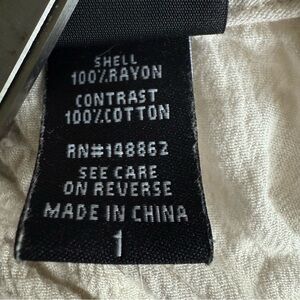 SHELL
100%RAYON
CONTRAST
100%COTTON
RN#148862
SEE CARE
ON REVERSE
MADE IN CHINA
1